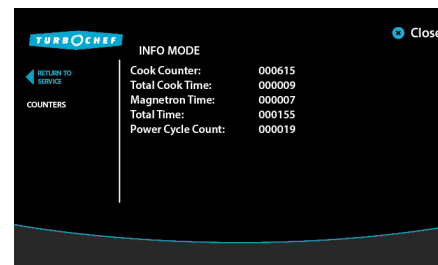 TURBOCHEF
Close
INFO MODE
RETURN TO
SERVICE
COUNTERS
Cook Counter: 000615
Total Cook Time: 000009
Magnetron Time: 000007
Total Time: 000155
Power Cycle Count: 000019